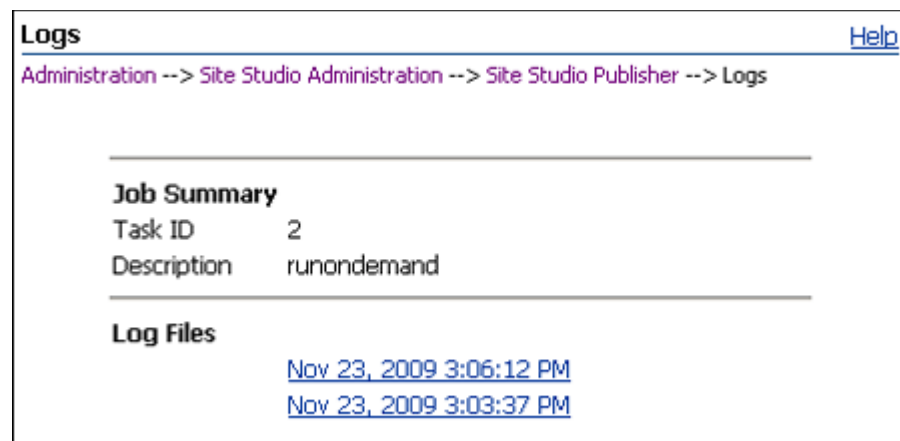 Logs Help
Administration --> Site Studio Administration --> Site Studio Publisher --> Logs
Job Summary
Task ID 2
Description runondemand
Log Files
Nov 23, 2009 3:06:12 PM
Nov 23, 2009 3:03:37 PM